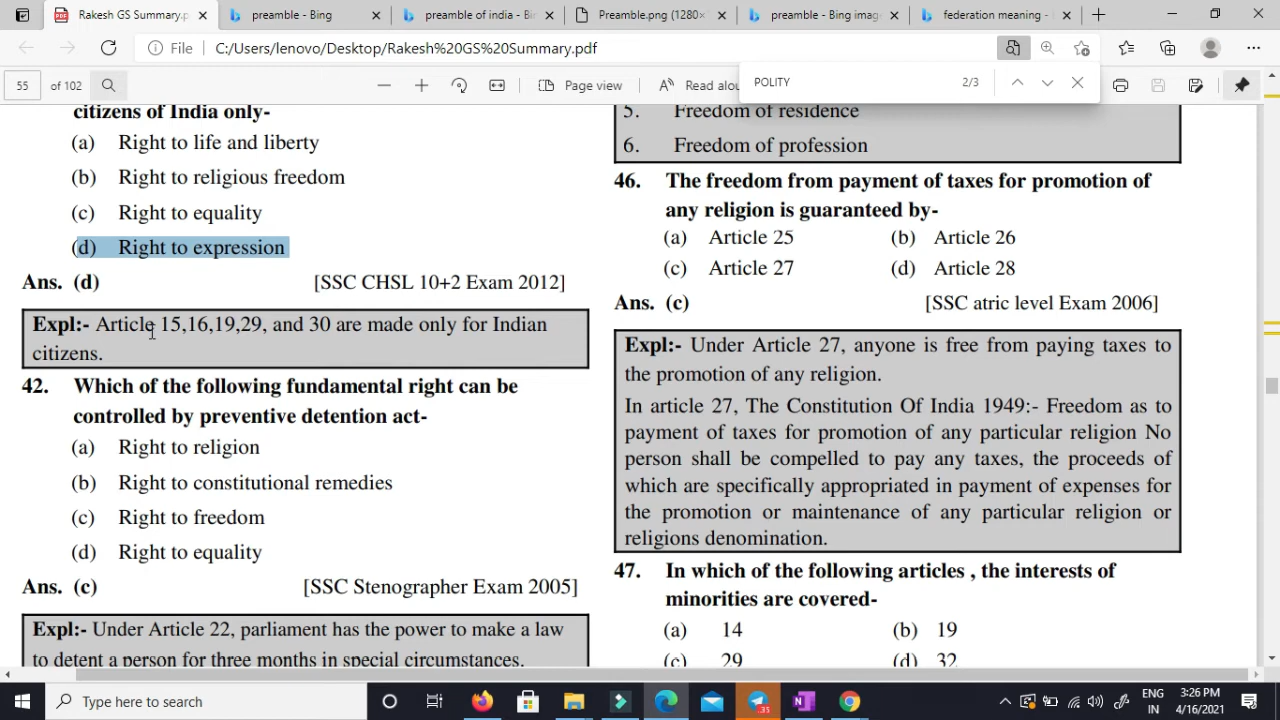 Rakesh GS Summary.p
preamble - Bing
preamble of india - B
Preamble.png (1280×
preamble - Bing imag
federation meaning -
File
C:/Users/lenovo/Desktop/Rakesh%20GS%20Summary.pdf
55 of 102
Page view
Read alou
POLITY 2/3
citizens of India only-
(a) Right to life and liberty
(b) Right to religious freedom
(c) Right to equality
(d) Right to expression
Ans. (d) [SSC CHSL 10+2 Exam 2012]
Expl:- Article 15,16,19,29, and 30 are made only for Indian
citizens.
42. Which of the following fundamental right can be
controlled by preventive detention act-
(a) Right to religion
(b) Right to constitutional remedies
(c) Right to freedom
(d) Right to equality
Ans. (c) [SSC Stenographer Exam 2005]
Expl:- Under Article 22, parliament has the power to make a law
to detent a person for three months in special circumstances.
5. Freedom of residence
6. Freedom of profession
46. The freedom from payment of taxes for promotion of
any religion is guaranteed by-
(a) Article 25 (b) Article 26
(c) Article 27 (d) Article 28
Ans. (c) [SSC atric level Exam 2006]
Expl:- Under Article 27, anyone is free from paying taxes to
the promotion of any religion.
In article 27, The Constitution Of India 1949:- Freedom as to
payment of taxes for promotion of any particular religion No
person shall be compelled to pay any taxes, the proceeds of
which are specifically appropriated in payment of expenses for
the promotion or maintenance of any particular religion or
religions denomination.
47. In which of the following articles , the interests of
minorities are covered-
(a) 14 (b) 19
(c) 29 (d) 32
Type here to search
35
ENG
IN
3:26 PM
4/16/2021